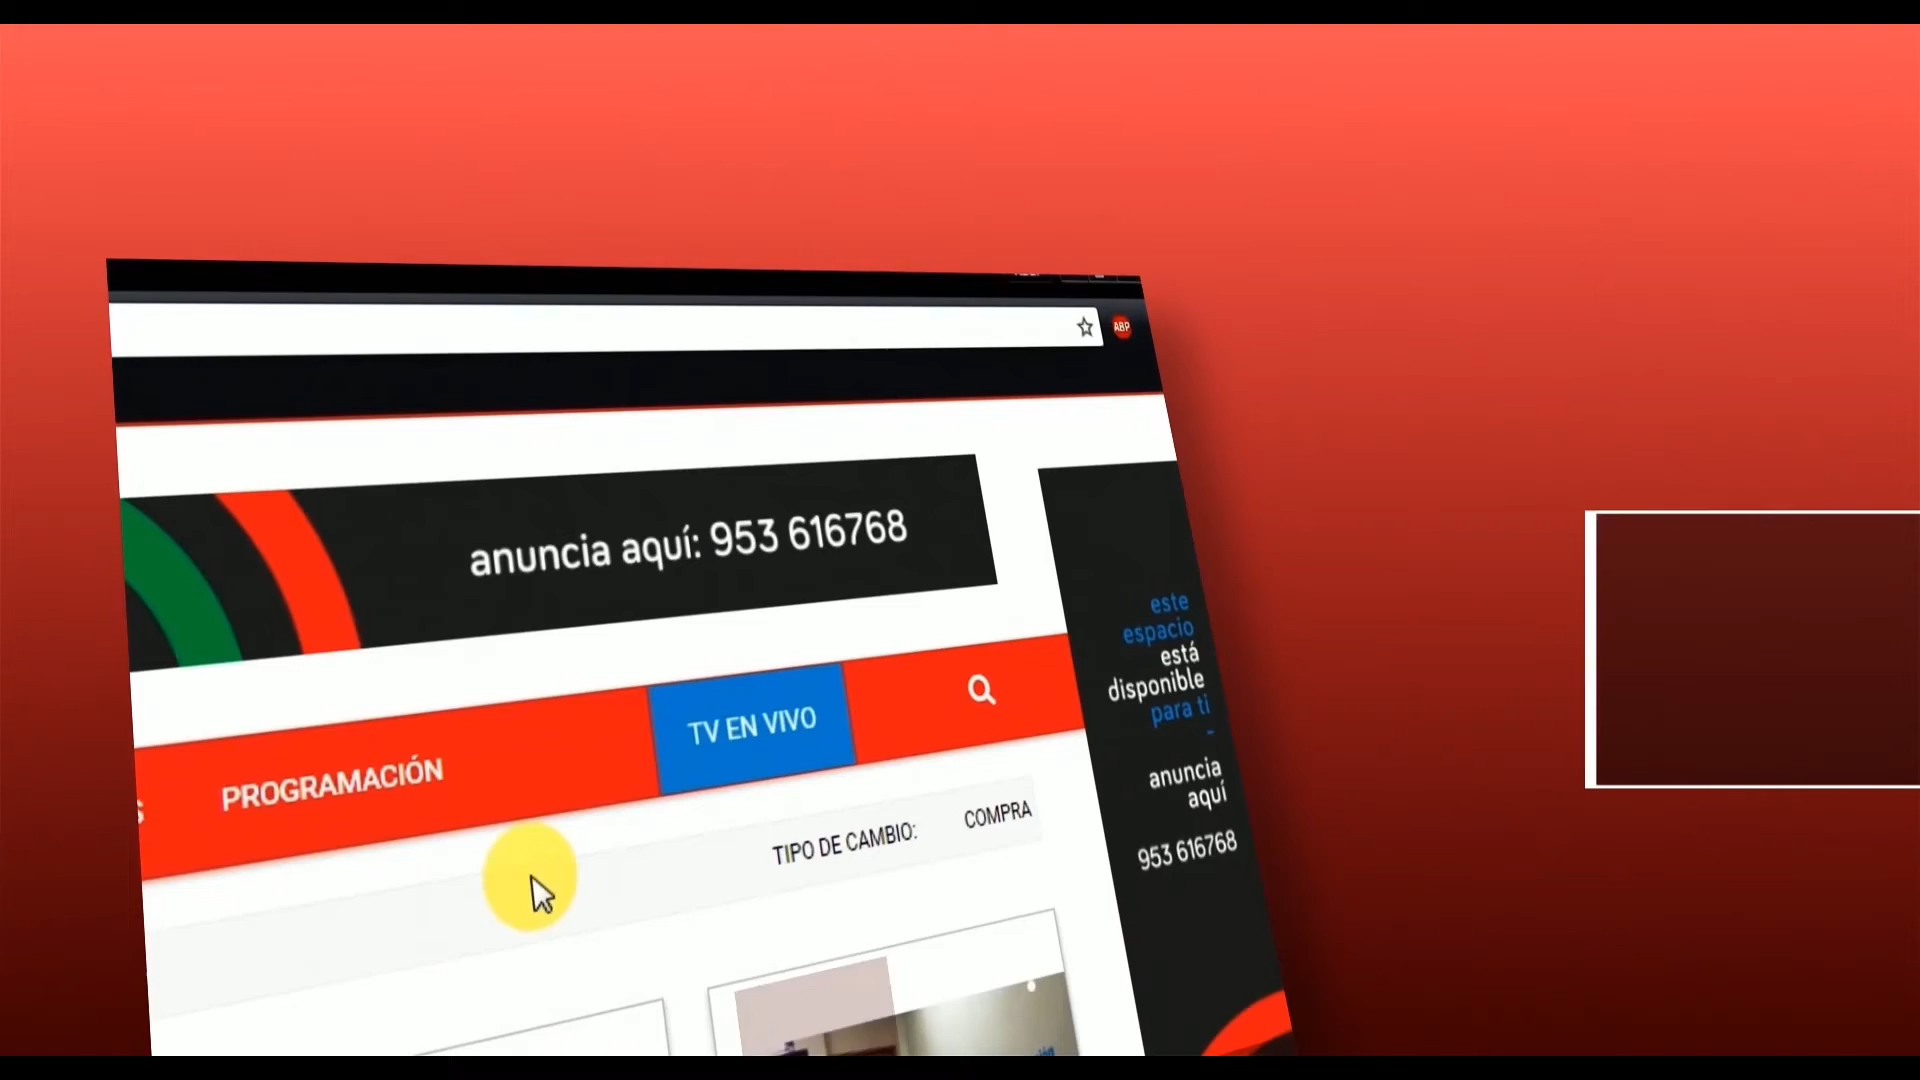 ABP
anuncia aquí: 953 616768
este
espacio
está
disponible
para ti
-
anuncia
aquí
953 616768
PROGRAMACIÓN
TV EN VIVO
TIPO DE CAMBIO:
COMPRA